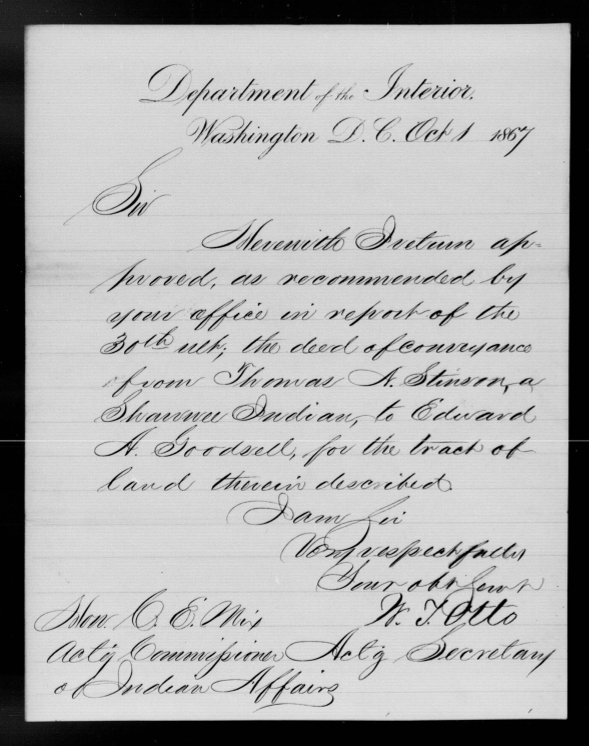 Department of the Interior.
Washington D. C. Oct 1 1867
Sir
Herewith I return ap-
proved, as recommended by
your office in report of the
30th ult; the deed of conveyance
from Thomas N. Stinson, a
Shawnee Indian, to Edward
A. Goodsell, for the tract of
land therein described.
I am Sir
Very respectfully
Your obt Servt
W. T. Otto
Hon. C. E. Mix
Actg Commissioner Actg Secretary
of Indian Affairs